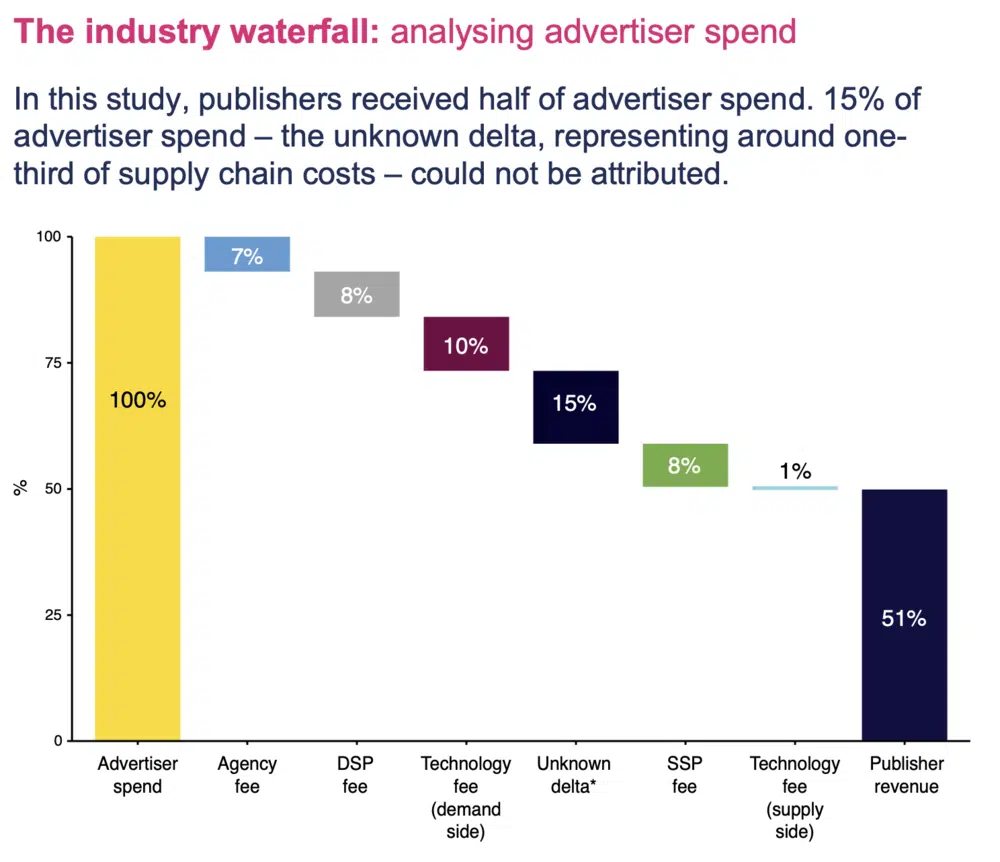 The industry waterfall: analysing advertiser spend
In this study, publishers received half of advertiser spend. 15% of
advertiser spend – the unknown delta, representing around one-
third of supply chain costs – could not be attributed.
100
75
%
50
25
0
100%
7%
8%
10%
15%
8%
1%
51%
Advertiser
spend
Agency
fee
DSP
fee
Technology
fee
(demand
side)
Unknown
delta*
SSP
fee
Technology
fee
(supply
side)
Publisher
revenue